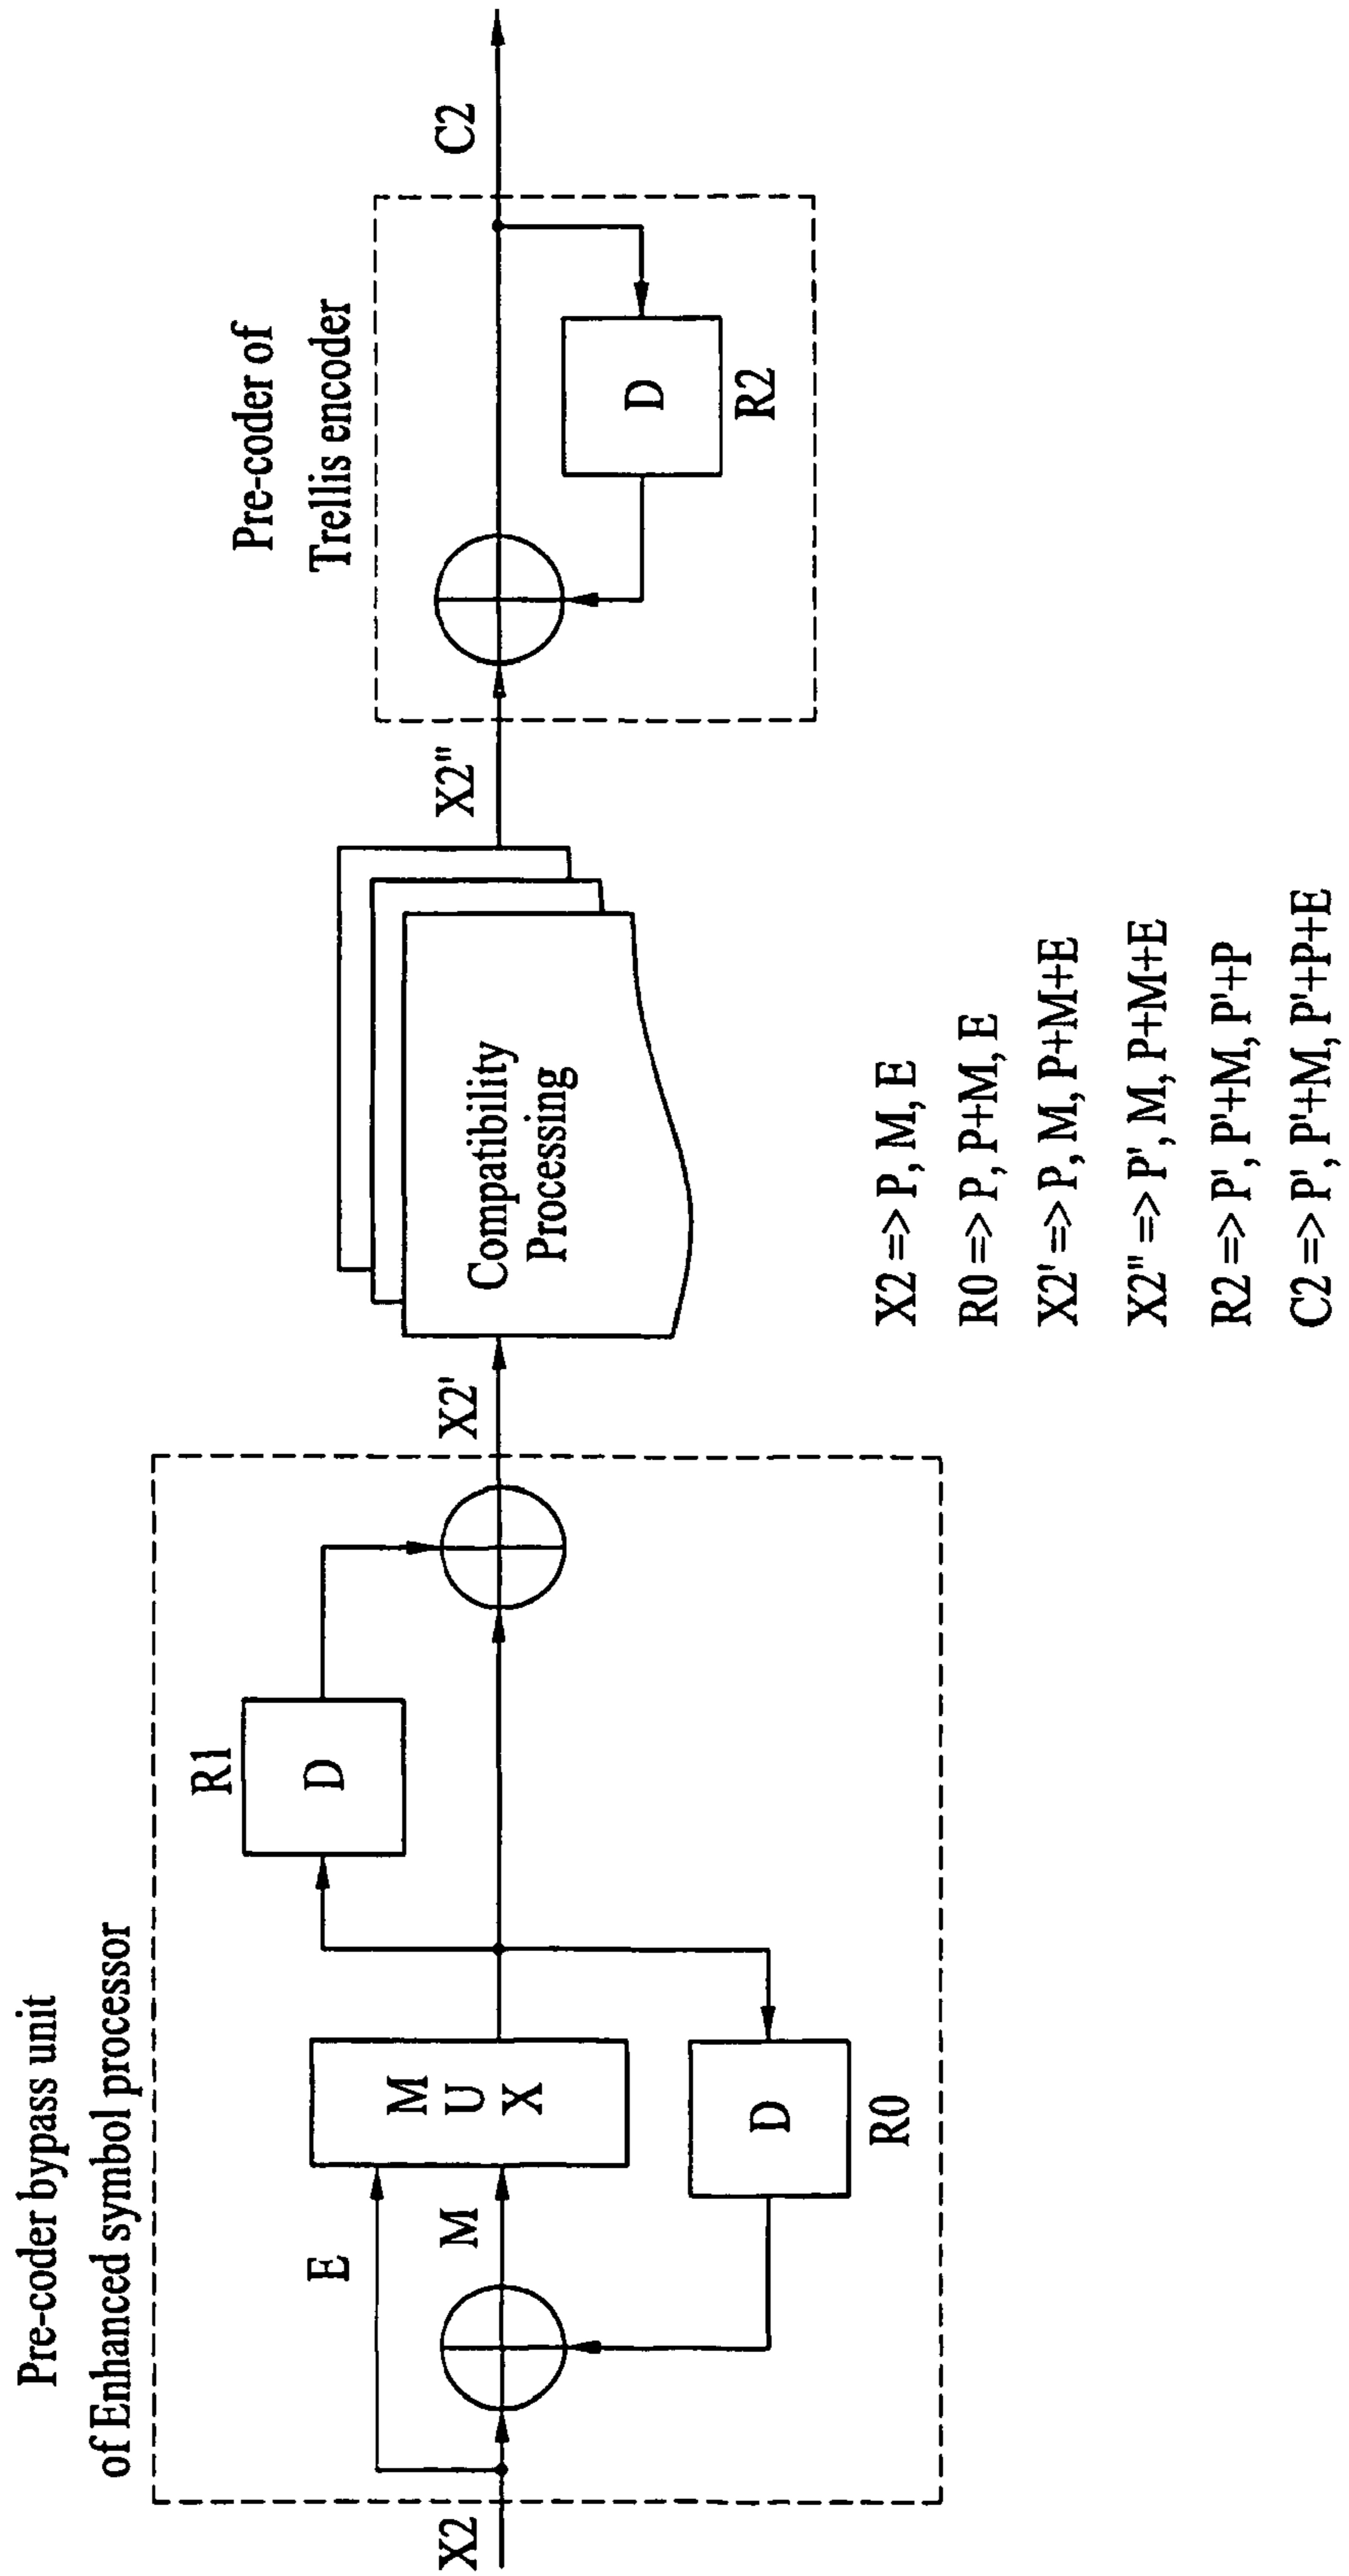 Pre-coder bypass unit
of Enhanced symbol processor
X2
E
M
M
U
X
D
R0
R1
D
X2'
Compatibility
Processing
X2"
Pre-coder of
Trellis encoder
D
R2
C2
X2 => P, M, E
R0 => P, P+M, E
X2' => P, M, P+M+E
X2" => P', M, P+M+E
R2 => P', P'+M, P'+P
C2 => P', P'+M, P'+P+E